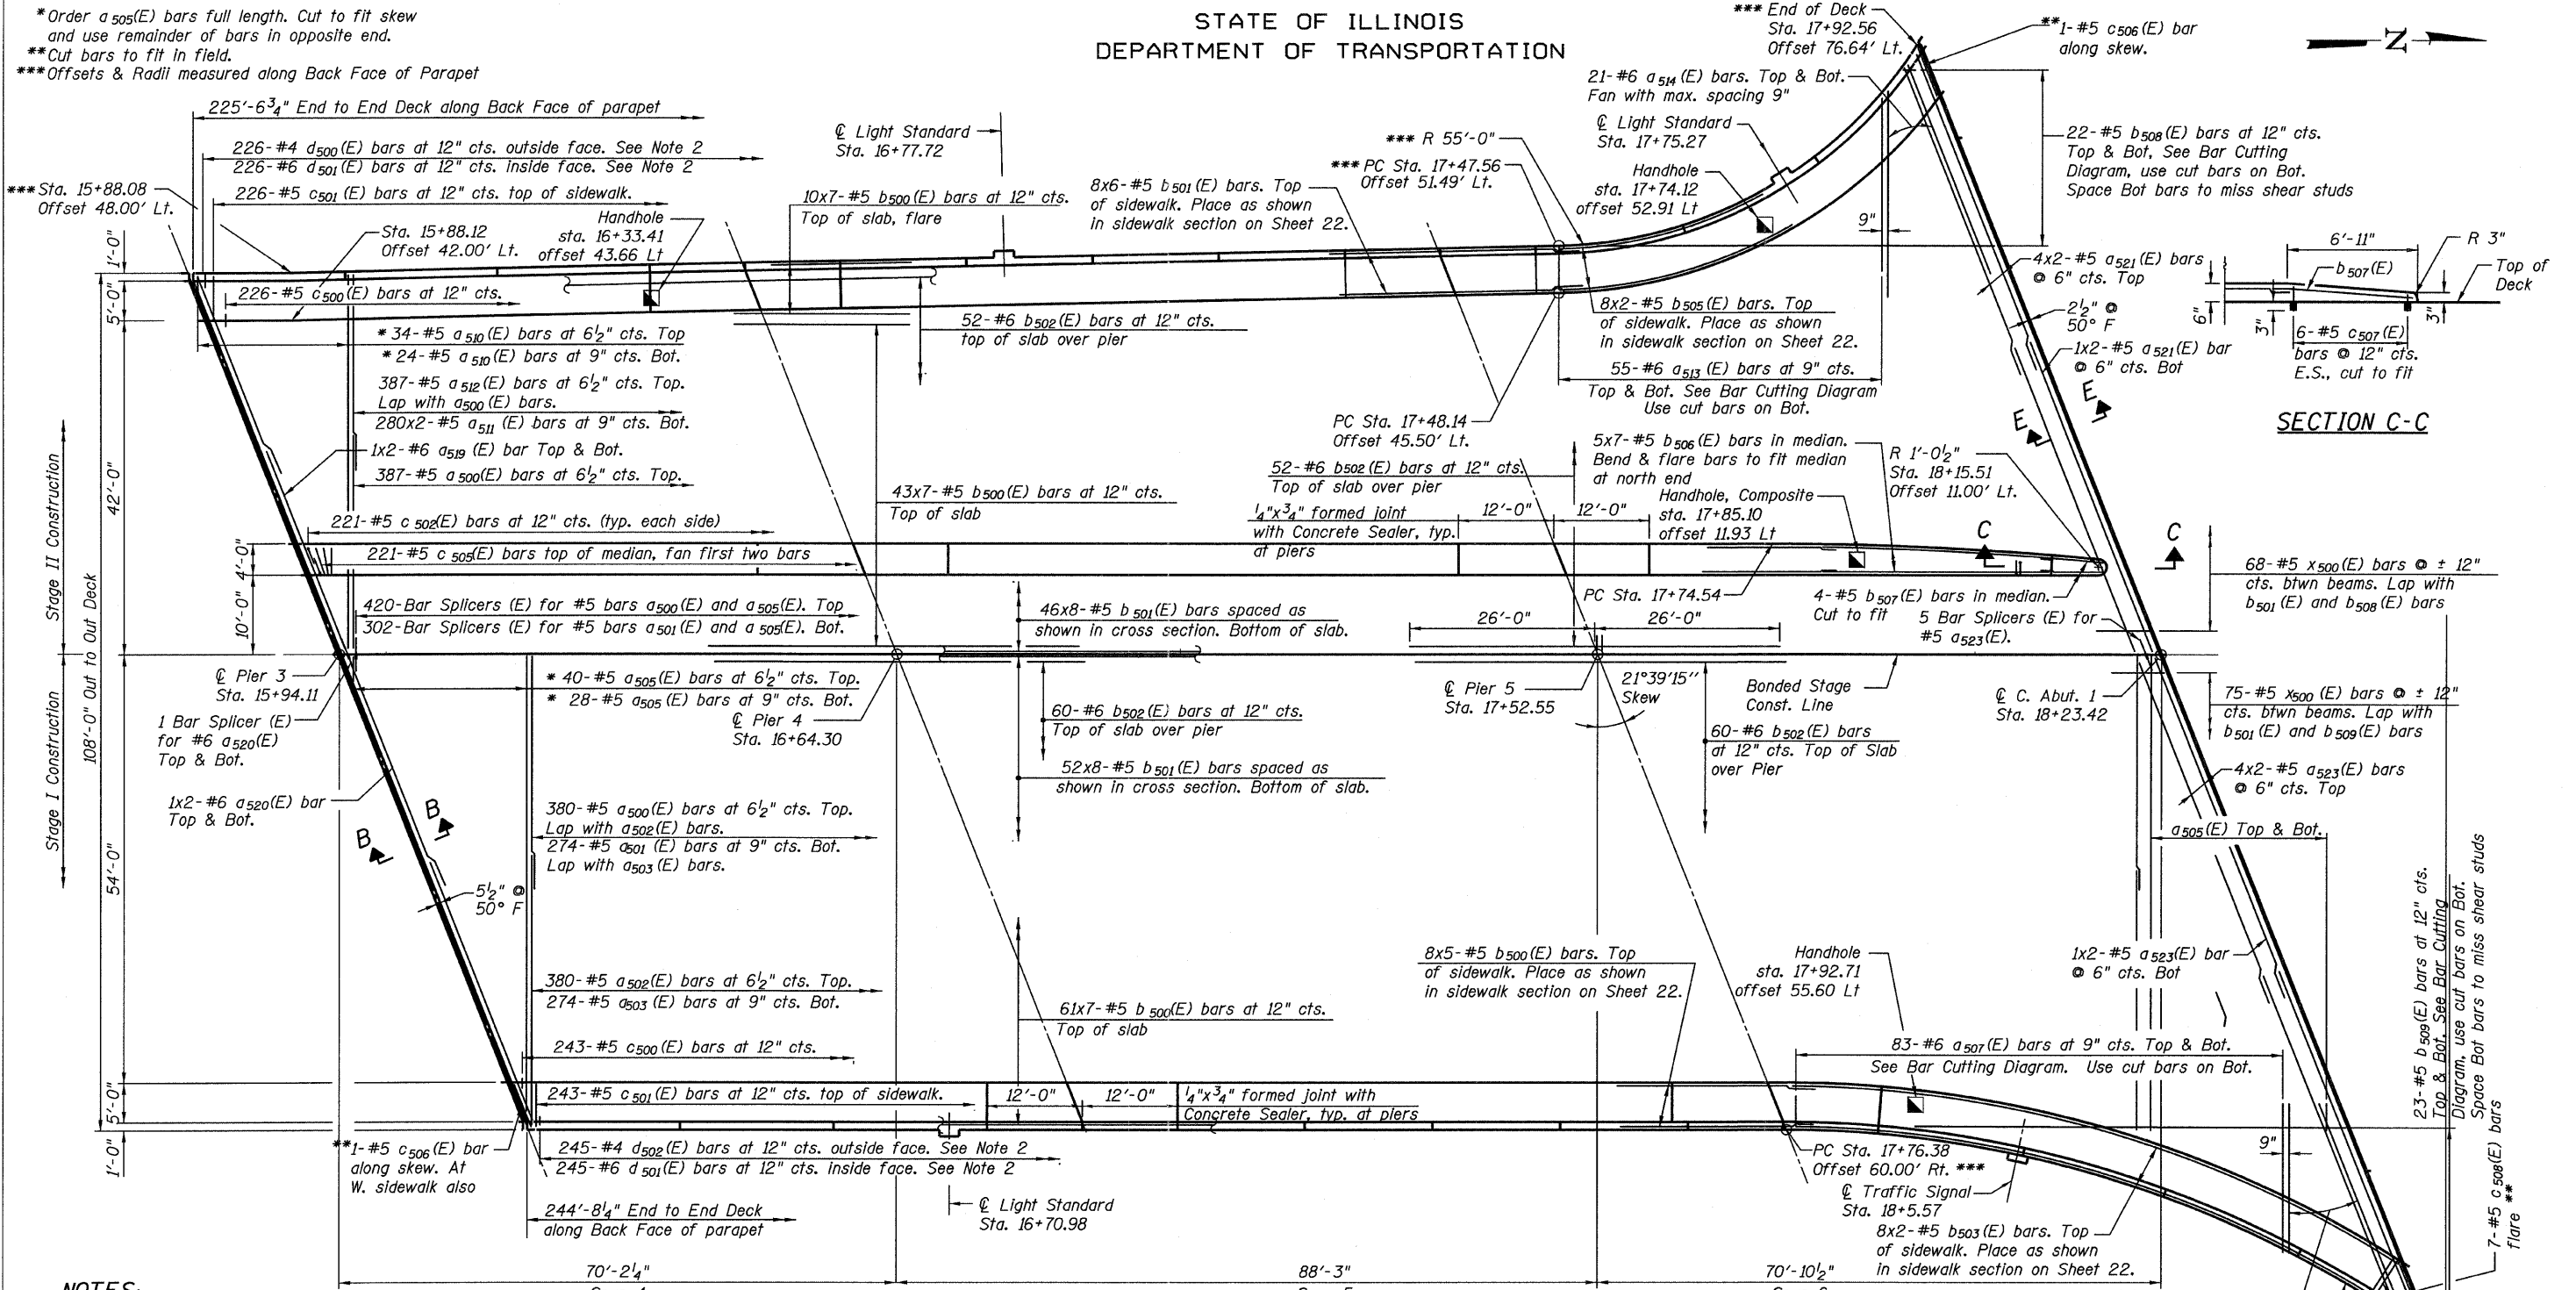 *Order a505(E) bars full length. Cut to fit skew
and use remainder of bars in opposite end.
**Cut bars to fit in field.
***Offsets & Radii measured along Back Face of Parapet
STATE OF ILLINOIS
DEPARTMENT OF TRANSPORTATION
*** End of Deck
Sta. 17+92.56
Offset 76.64' Lt.
**1-#5 c506(E) bar
along skew.
N
225'-6 3/4" End to End Deck along Back Face of parapet
226-#4 d500(E) bars at 12" cts. outside face. See Note 2
226-#6 d501(E) bars at 12" cts. inside face. See Note 2
***Sta. 15+88.08
Offset 48.00' Lt.
226-#5 c501(E) bars at 12" cts. top of sidewalk.
Sta. 15+88.12
Offset 42.00' Lt.
Handhole
sta. 16+33.41
offset 43.66 Lt
226-#5 c500(E) bars at 12" cts.
℄ Light Standard
Sta. 16+77.72
10x7-#5 b500(E) bars at 12" cts.
Top of slab, flare
8x6-#5 b501(E) bars. Top
of sidewalk. Place as shown
in sidewalk section on Sheet 22.
*** R 55'-0"
*** PC Sta. 17+47.56
Offset 51.49' Lt.
21-#6 a514(E) bars. Top & Bot.
Fan with max. spacing 9"
℄ Light Standard
Sta. 17+75.27
Handhole
sta. 17+74.12
offset 52.91 Lt
9"
22-#5 b508(E) bars at 12" cts.
Top & Bot, See Bar Cutting
Diagram, use cut bars on Bot.
Space Bot bars to miss shear studs
4x2-#5 a521(E) bars
@ 6" cts. Top
2 1/2" @
50° F
1x2-#5 a521(E) bar
@ 6" cts. Bot
6'-11"
R 3"
b507(E)
Top of
Deck
6"
3"
3"
6-#5 c507(E)
bars @ 12" cts.
E.S., cut to fit
SECTION C-C
E
E
1'-0"
5'-0"
42'-0"
4'-0"
10'-0"
54'-0"
5'-0"
1'-0"
108'-0" Out to Out Deck
Stage II Construction
Stage I Construction
* 34-#5 a510(E) bars at 6 1/2" cts. Top
* 24-#5 a510(E) bars at 9" cts. Bot.
387-#5 a512(E) bars at 6 1/2" cts. Top.
Lap with a500(E) bars.
280x2-#5 a511(E) bars at 9" cts. Bot.
1x2-#6 a519(E) bar Top & Bot.
387-#5 a500(E) bars at 6 1/2" cts. Top.
52-#6 b502(E) bars at 12" cts.
top of slab over pier
43x7-#5 b500(E) bars at 12" cts.
Top of slab
8x2-#5 b505(E) bars. Top
of sidewalk. Place as shown
in sidewalk section on Sheet 22.
55-#6 a513(E) bars at 9" cts.
Top & Bot. See Bar Cutting Diagram
Use cut bars on Bot.
PC Sta. 17+48.14
Offset 45.50' Lt.
52-#6 b502(E) bars at 12" cts.
Top of slab over pier
5x7-#5 b506(E) bars in median.
Bend & flare bars to fit median
at north end
R 1'-0 1/2"
Sta. 18+15.51
Offset 11.00' Lt.
1/4"x3/4" formed joint
with Concrete Sealer, typ.
at piers
12'-0"
12'-0"
Handhole, Composite
sta. 17+85.10
offset 11.93 Lt
C
C
221-#5 c502(E) bars at 12" cts. (typ. each side)
221-#5 c505(E) bars top of median, fan first two bars
420-Bar Splicers (E) for #5 bars a500(E) and a505(E). Top
302-Bar Splicers (E) for #5 bars a501(E) and a505(E). Bot.
46x8-#5 b501(E) bars spaced as
shown in cross section. Bottom of slab.
PC Sta. 17+74.54
4-#5 b507(E) bars in median.
Cut to fit
5 Bar Splicers (E) for
#5 a523(E).
68-#5 x500(E) bars @ ± 12"
cts. btwn beams. Lap with
b501(E) and b508(E) bars
26'-0"
26'-0"
℄ Pier 3
Sta. 15+94.11
1 Bar Splicer (E)
for #6 a520(E)
Top & Bot.
1x2-#6 a520(E) bar
Top & Bot.
* 40-#5 a505(E) bars at 6 1/2" cts. Top.
* 28-#5 a505(E) bars at 9" cts. Bot.
℄ Pier 4
Sta. 16+64.30
60-#6 b502(E) bars at 12" cts.
Top of slab over pier
52x8-#5 b501(E) bars spaced as
shown in cross section. Bottom of slab.
℄ Pier 5
Sta. 17+52.55
21°39'15"
Skew
Bonded Stage
Const. Line
60-#6 b502(E) bars
at 12" cts. Top of Slab
over Pier
℄ C. Abut. 1
Sta. 18+23.42
75-#5 x500(E) bars @ ± 12"
cts. btwn beams. Lap with
b501(E) and b509(E) bars
4x2-#5 a523(E) bars
@ 6" cts. Top
a505(E) Top & Bot.
B
B
5 1/2" @
50° F
380-#5 a500(E) bars at 6 1/2" cts. Top.
Lap with a502(E) bars.
274-#5 a501(E) bars at 9" cts. Bot.
Lap with a503(E) bars.
380-#5 a502(E) bars at 6 1/2" cts. Top.
274-#5 a503(E) bars at 9" cts. Bot.
61x7-#5 b500(E) bars at 12" cts.
Top of slab
8x5-#5 b500(E) bars. Top
of sidewalk. Place as shown
in sidewalk section on Sheet 22.
Handhole
sta. 17+92.71
offset 55.60 Lt
1x2-#5 a523(E) bar
@ 6" cts. Bot
23-#5 b509(E) bars at 12" cts.
Top & Bot. See Bar Cutting
Diagram, use cut bars on Bot.
Space Bot bars to miss shear studs
243-#5 c500(E) bars at 12" cts.
243-#5 c501(E) bars at 12" cts. top of sidewalk.
12'-0"
12'-0"
1/4"x3/4" formed joint with
Concrete Sealer, typ. at piers
83-#6 a507(E) bars at 9" cts. Top & Bot.
See Bar Cutting Diagram. Use cut bars on Bot.
**1-#5 c506(E) bar
along skew. At
W. sidewalk also
245-#4 d502(E) bars at 12" cts. outside face. See Note 2
245-#6 d501(E) bars at 12" cts. inside face. See Note 2
244'-8 1/4" End to End Deck
along Back Face of parapet
℄ Light Standard
Sta. 16+70.98
PC Sta. 17+76.38
Offset 60.00' Rt. ***
℄ Traffic Signal
Sta. 18+5.57
8x2-#5 b503(E) bars. Top
of sidewalk. Place as shown
in sidewalk section on Sheet 22.
9"
7-#5 c508(E) bars
flare **
70'-2 1/4"
88'-3"
70'-10 1/2"
NOTES: